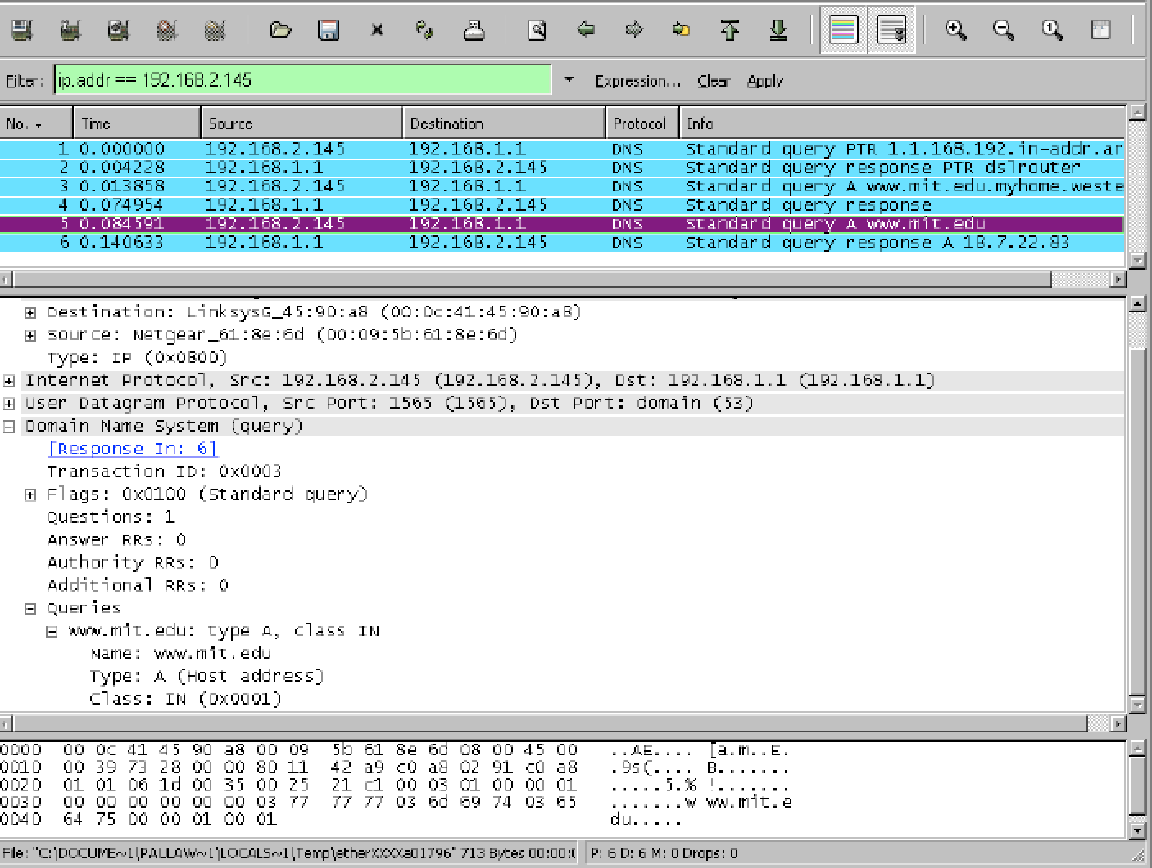 Filter: ip.addr == 192.168.2.145 Expression... Clear Apply
No. Time Source Destination Protocol Info
1 0.000000 192.168.2.145 192.168.1.1 DNS Standard query PTR 1.1.168.192.in-addr.ar
2 0.004228 192.168.1.1 192.168.2.145 DNS Standard query response PTR dslrouter
3 0.013858 192.168.2.145 192.168.1.1 DNS Standard query A www.mit.edu.myhome.weste
4 0.074954 192.168.1.1 192.168.2.145 DNS Standard query response
5 0.084591 192.168.2.145 192.168.1.1 DNS Standard query A www.mit.edu
6 0.140633 192.168.1.1 192.168.2.145 DNS Standard query response A 18.7.22.83
Destination: LinksysG_45:90:a8 (00:0c:41:45:90:a8)
Source: Netgear_61:8e:6d (00:09:5b:61:8e:6d)
Type: IP (0x0800)
Internet Protocol, Src: 192.168.2.145 (192.168.2.145), Dst: 192.168.1.1 (192.168.1.1)
User Datagram Protocol, Src Port: 1565 (1565), Dst Port: domain (53)
Domain Name System (query)
[Response In: 6]
Transaction ID: 0x0003
Flags: 0x0100 (Standard query)
Questions: 1
Answer RRs: 0
Authority RRs: 0
Additional RRs: 0
Queries
www.mit.edu: type A, class IN
Name: www.mit.edu
Type: A (Host address)
Class: IN (0x0001)
0000 00 0c 41 45 90 a8 00 09 5b 61 8e 6d 08 00 45 00 ..AE.... [a.m..E.
0010 00 39 73 28 00 00 80 11 42 a9 c0 a8 02 91 c0 a8 .9s(.... B.......
0020 01 01 06 1d 00 35 00 25 21 c1 00 03 01 00 00 01 .....5.% !.......
0030 00 00 00 00 00 00 03 77 77 77 03 6d 69 74 03 65 .......w ww.mit.e
0040 64 75 00 00 01 00 01 du.....
File: "C:\DOCUME~1\PALLAW~1\LOCALS~1\Temp\etherXXXXa01796" 713 Bytes 00:00:( P: 6 D: 6 M: 0 Drops: 0